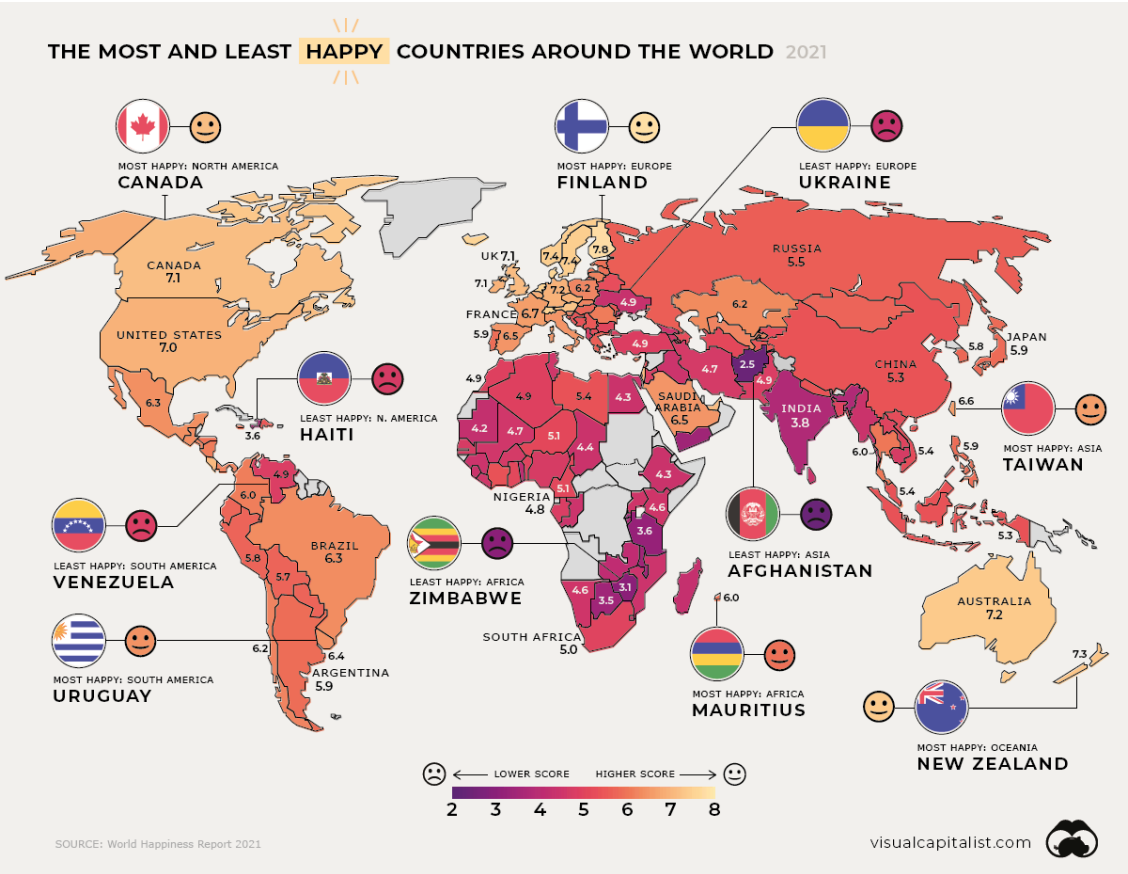 THE MOST AND LEAST HAPPY COUNTRIES AROUND THE WORLD 2021
MOST HAPPY: NORTH AMERICA
CANADA
MOST HAPPY: EUROPE
FINLAND
LEAST HAPPY: EUROPE
UKRAINE
CANADA
7.1
UNITED STATES
7.0
6.3
UK 7.1
7.1
7.4
7.4
7.8
7.2
6.2
FRANCE 6.7
5.9
6.5
4.9
4.9
RUSSIA
5.5
6.2
CHINA
5.3
5.8
JAPAN
5.9
4.7
2.5
4.9
INDIA
3.8
SAUDI
ARABIA
6.5
LEAST HAPPY: N. AMERICA
HAITI
3.6
6.6
MOST HAPPY: ASIA
TAIWAN
4.9
4.9
5.4
4.3
4.2
4.7
5.1
4.4
4.3
5.1
4.6
NIGERIA
4.8
3.6
6.0
5.4
5.9
5.4
5.3
4.9
6.0
BRAZIL
6.3
5.8
5.7
LEAST HAPPY: SOUTH AMERICA
VENEZUELA
MOST HAPPY: SOUTH AMERICA
URUGUAY
6.2
6.4
ARGENTINA
5.9
LEAST HAPPY: AFRICA
ZIMBABWE
4.6
3.5
3.1
SOUTH AFRICA
5.0
LEAST HAPPY: ASIA
AFGHANISTAN
6.0
MOST HAPPY: AFRICA
MAURITIUS
AUSTRALIA
7.2
7.3
MOST HAPPY: OCEANIA
NEW ZEALAND
LOWER SCORE HIGHER SCORE
2 3 4 5 6 7 8
SOURCE: World Happiness Report 2021
visualcapitalist.com